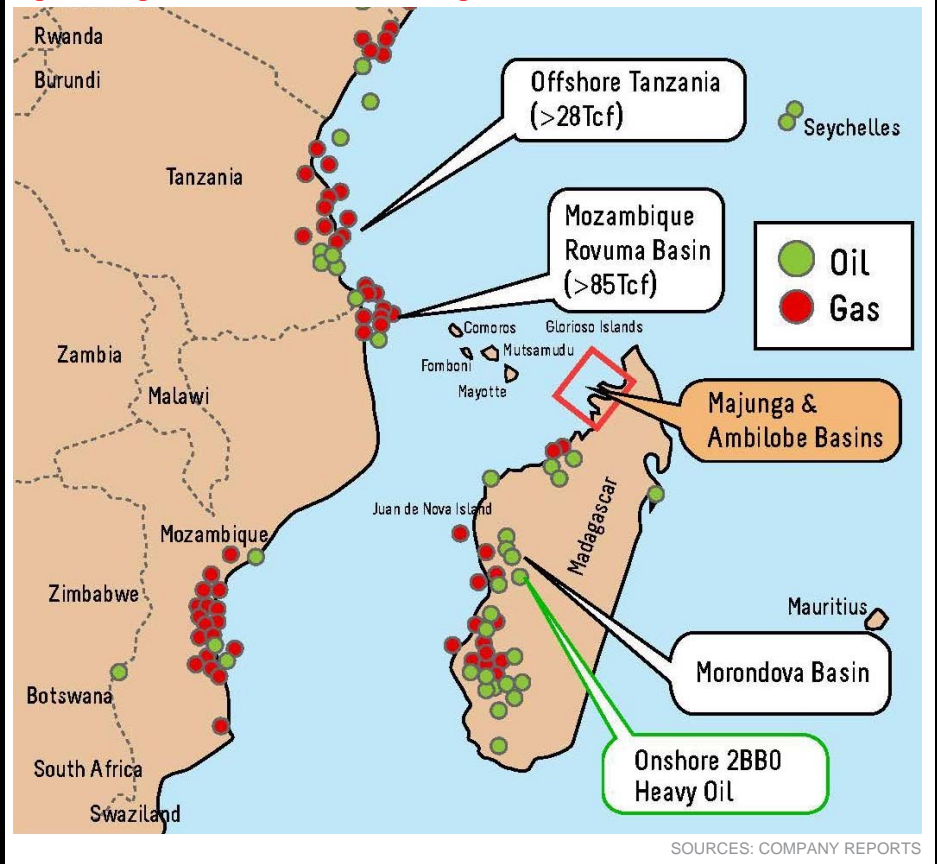 Rwanda
Burundi
Offshore Tanzania
(>28Tcf)
Seychelles
Tanzania
Mozambique
Rovuma Basin
(>85Tcf)
Oil
Gas
Comoros
Glorioso Islands
Mutsamudu
Fomboni
Mayotte
Zambia
Malawi
Majunga &
Ambilobe Basins
Juan de Nova Island
Madagascar
Mozambique
Zimbabwe
Mauritius
Morondova Basin
Botswana
Onshore 2BBO
Heavy Oil
South Africa
Swaziland
SOURCES: COMPANY REPORTS